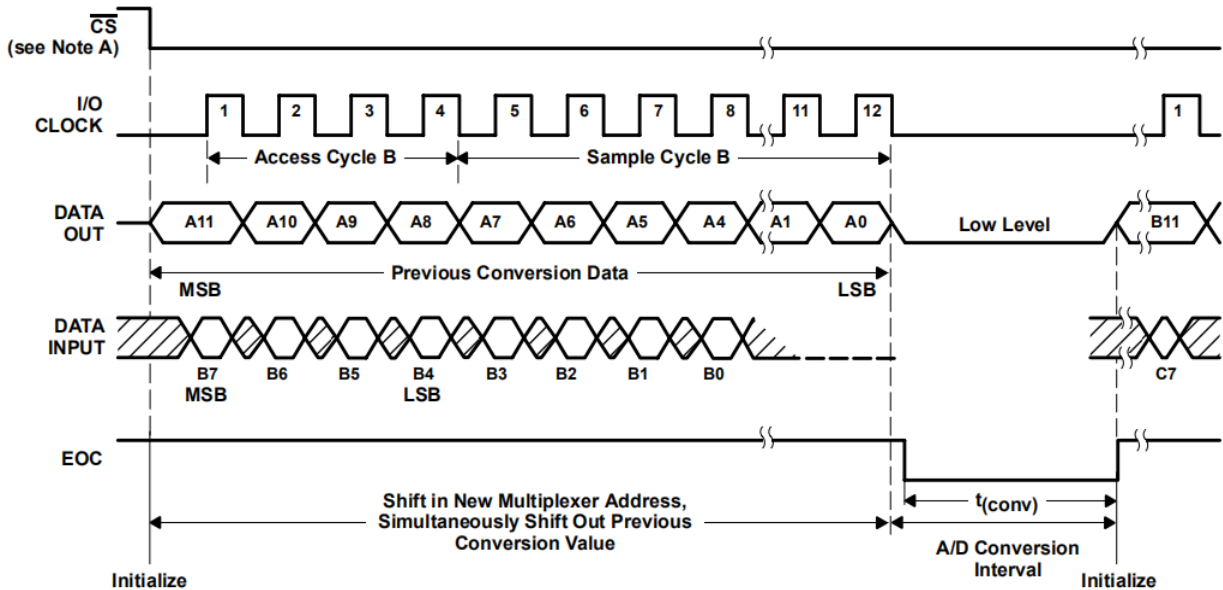 CS
(see Note A)
I/O
CLOCK
1 2 3 4 5 6 7 8 11 12 1
Access Cycle B Sample Cycle B
DATA
OUT
A11 A10 A9 A8 A7 A6 A5 A4 A1 A0 Low Level B11
Previous Conversion Data
MSB LSB
DATA
INPUT
B7 B6 B5 B4 B3 B2 B1 B0 C7
MSB LSB
EOC
Shift in New Multiplexer Address,
Simultaneously Shift Out Previous
Conversion Value
t(conv)
A/D Conversion
Interval
Initialize Initialize